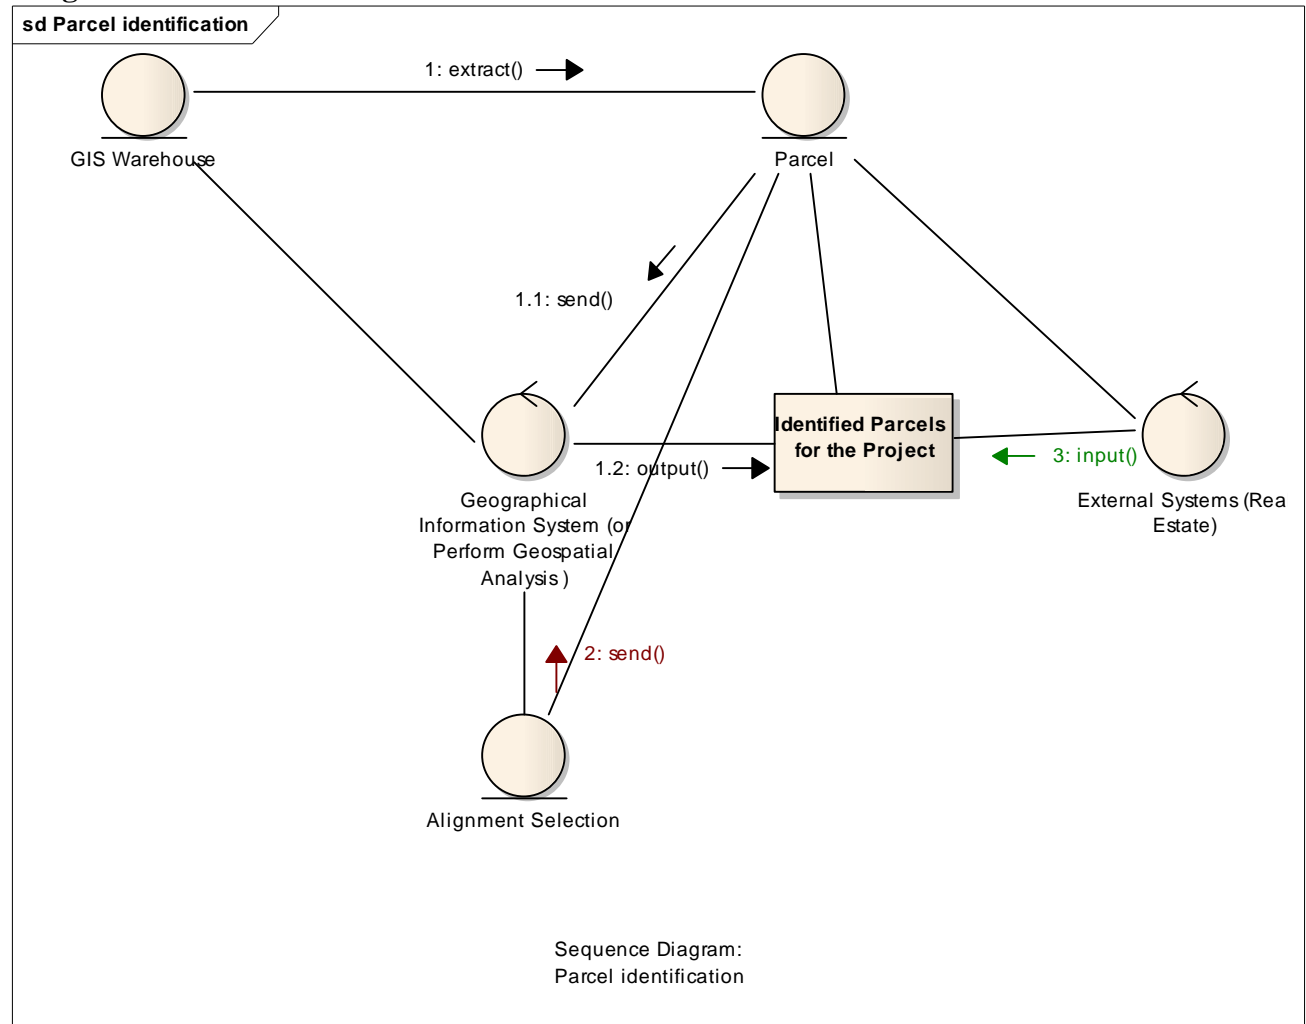 sd Parcel identification
1: extract()
GIS Warehouse
Parcel
1.1: send()
Identified Parcels
for the Project
1.2: output()
3: input()
Geographical
Information System (or
Perform Geospatial
Analysis )
External Systems (Rea
Estate)
2: send()
Alignment Selection
Sequence Diagram:
Parcel identification